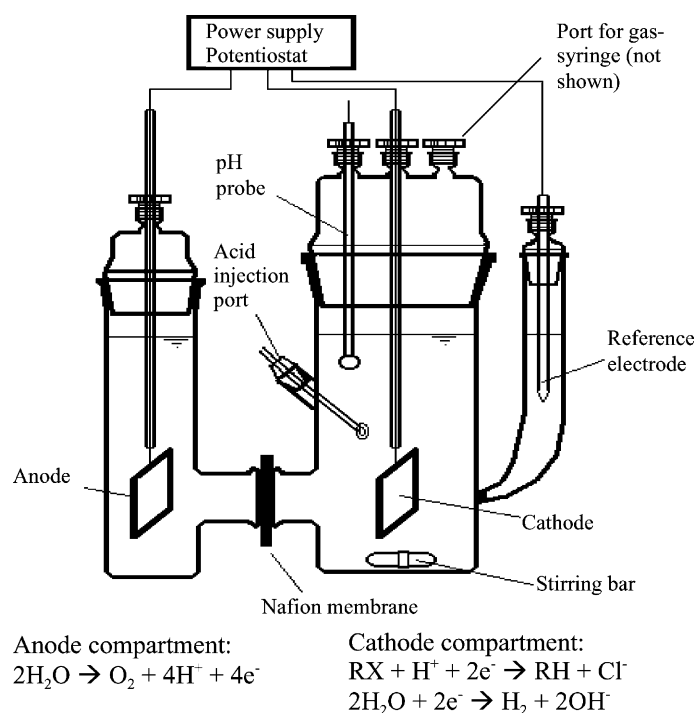 Power supply
Potentiostat
Port for gas-
syringe (not
shown)
pH
probe
Acid
injection
port
Reference
electrode
Anode
Cathode
Stirring bar
Nafion membrane
Anode compartment:
2H₂O → O₂ + 4H⁺ + 4e⁻
Cathode compartment:
RX + H⁺ + 2e⁻ → RH + Cl⁻
2H₂O + 2e⁻ → H₂ + 2OH⁻